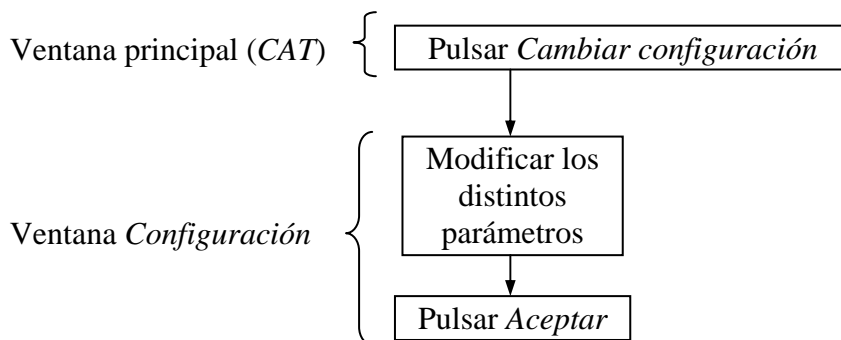 Ventana principal (CAT)
Pulsar Cambiar configuración
Modificar los
distintos
parámetros
Ventana Configuración
Pulsar Aceptar